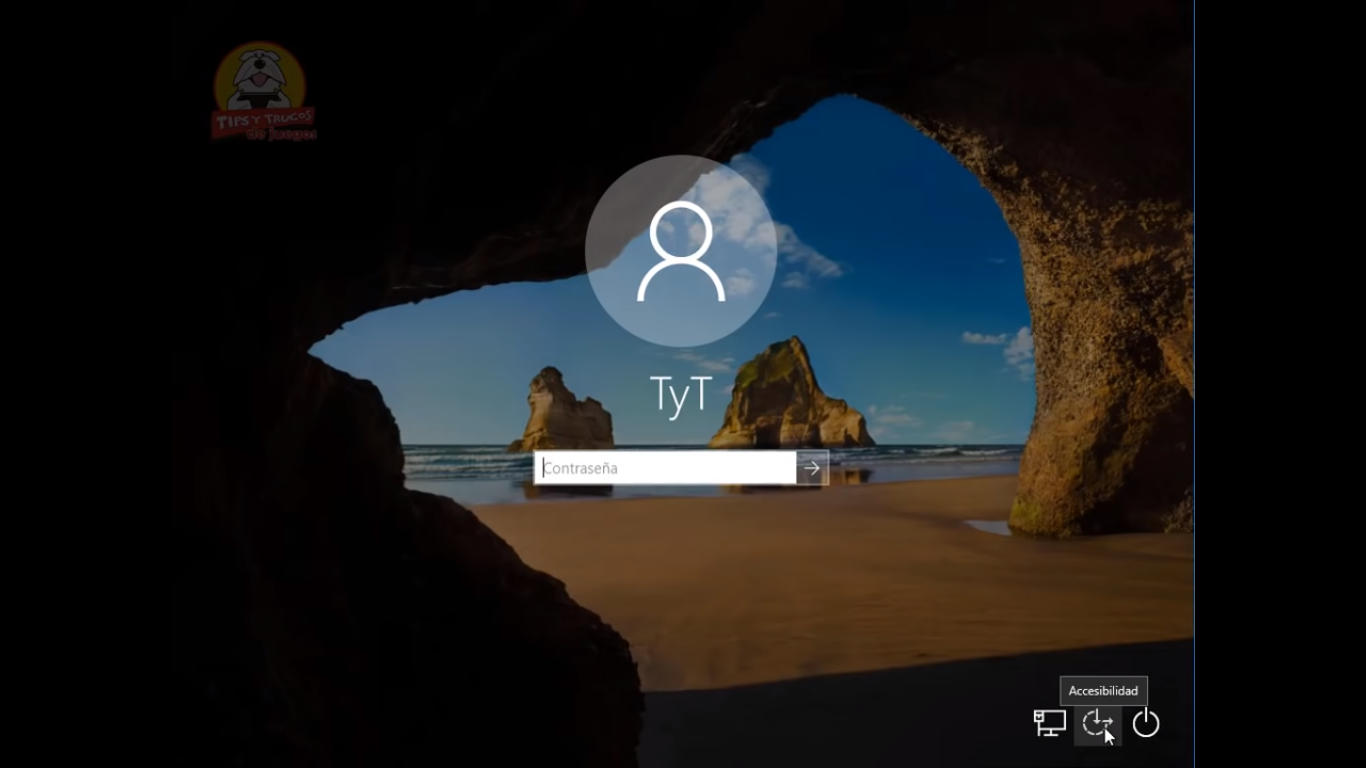 TIPS Y TRUCOS
de juegos
TyT
Contraseña
Accesibilidad